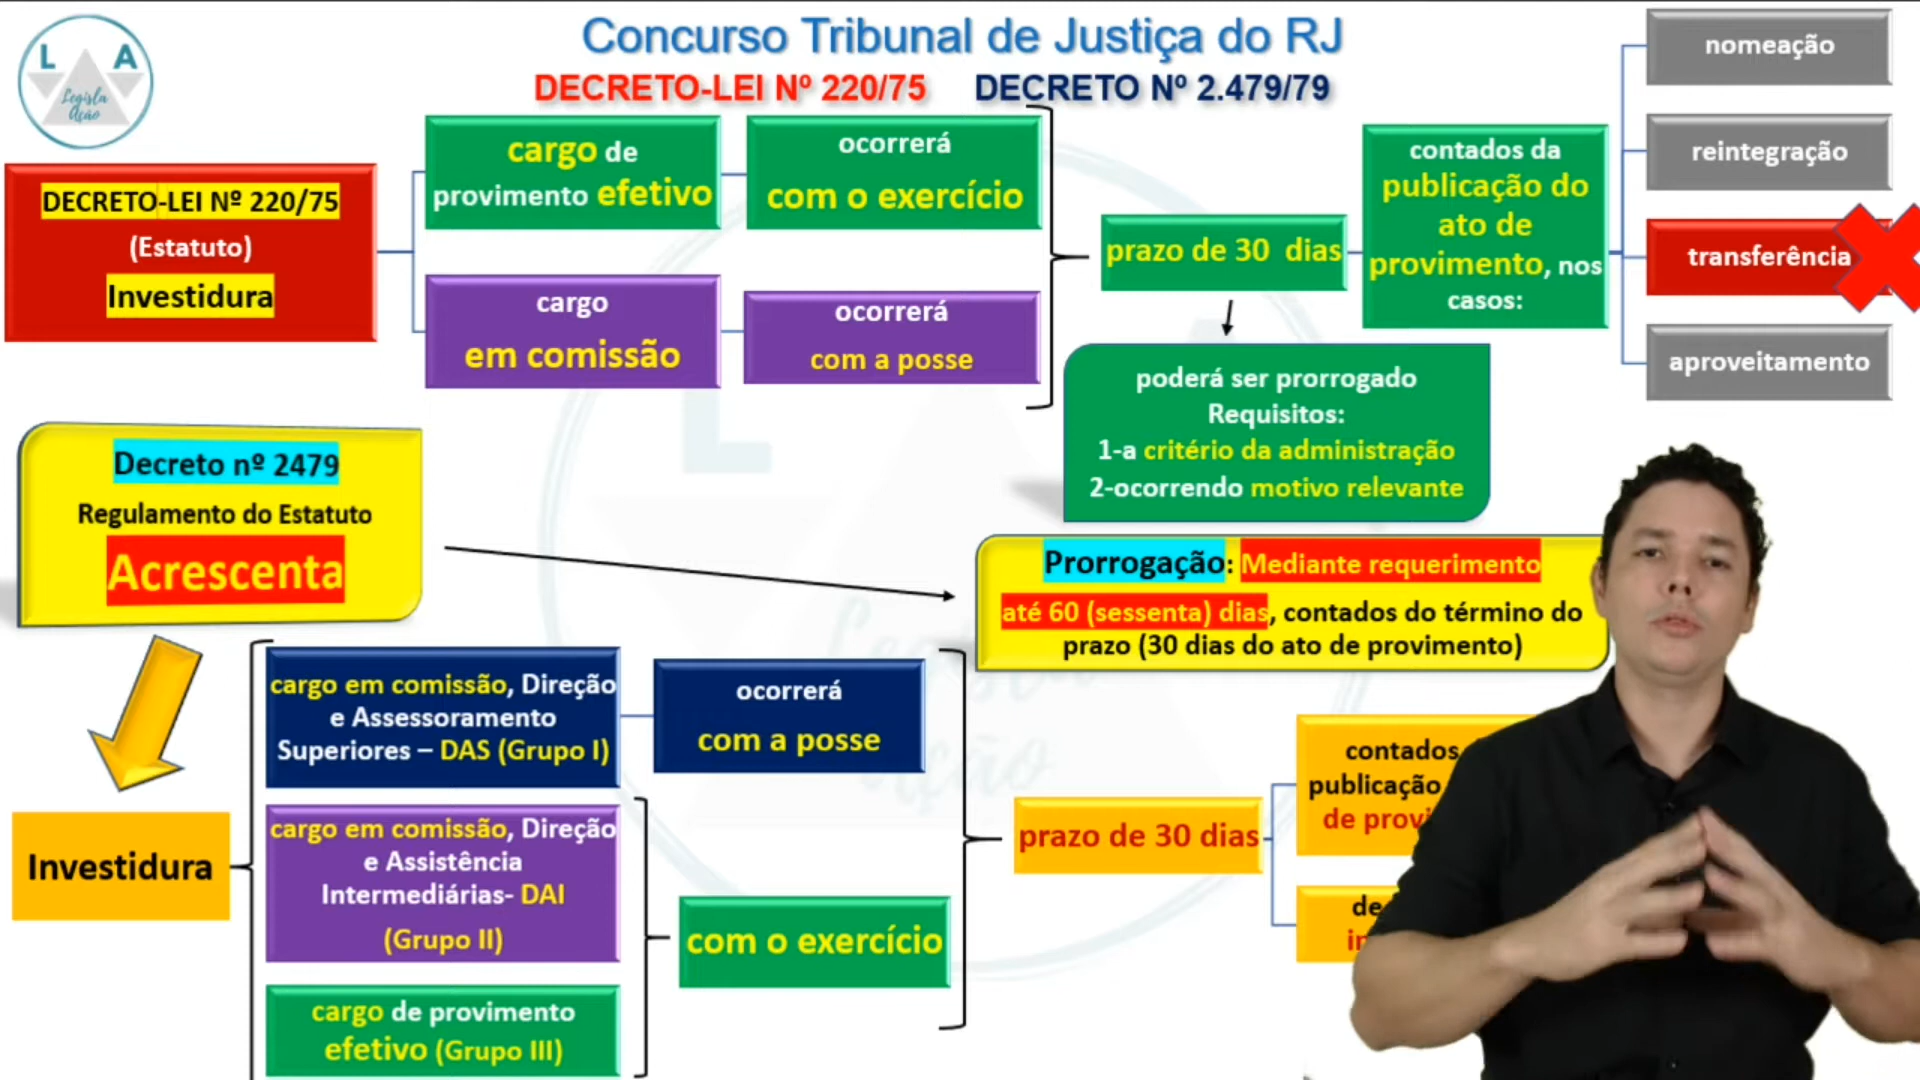 L A
Legisla
Ação
Concurso Tribunal de Justiça do RJ
DECRETO-LEI Nº 220/75 DECRETO Nº 2.479/79
DECRETO-LEI Nº 220/75
(Estatuto)
Investidura
cargo de
provimento efetivo
ocorrerá
com o exercício
cargo
em comissão
ocorrerá
com a posse
prazo de 30 dias
contados da
publicação do
ato de
provimento, nos
casos:
nomeação
reintegração
transferência
aproveitamento
poderá ser prorrogado
Requisitos:
1-a critério da administração
2-ocorrendo motivo relevante
Decreto nº 2479
Regulamento do Estatuto
Acrescenta
Prorrogação: Mediante requerimento
até 60 (sessenta) dias, contados do término do
prazo (30 dias do ato de provimento)
Investidura
cargo em comissão, Direção
e Assessoramento
Superiores – DAS (Grupo I)
ocorrerá
com a posse
cargo em comissão, Direção
e Assistência
Intermediárias- DAI
(Grupo II)
cargo de provimento
efetivo (Grupo III)
com o exercício
prazo de 30 dias
contados
publicação
de